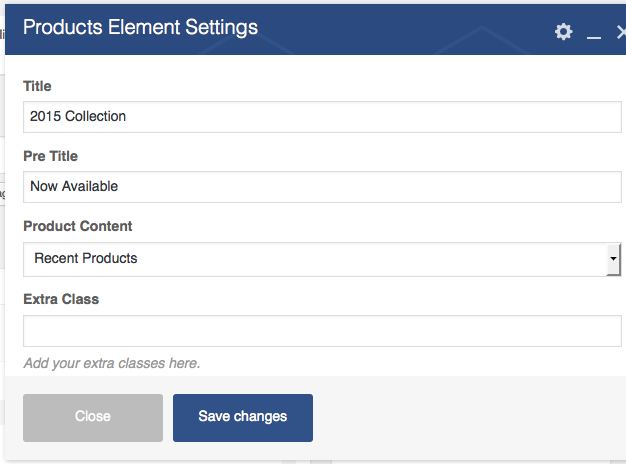 Products Element Settings
Title
2015 Collection
Pre Title
Now Available
Product Content
Recent Products
Extra Class
Add your extra classes here.
Close Save changes